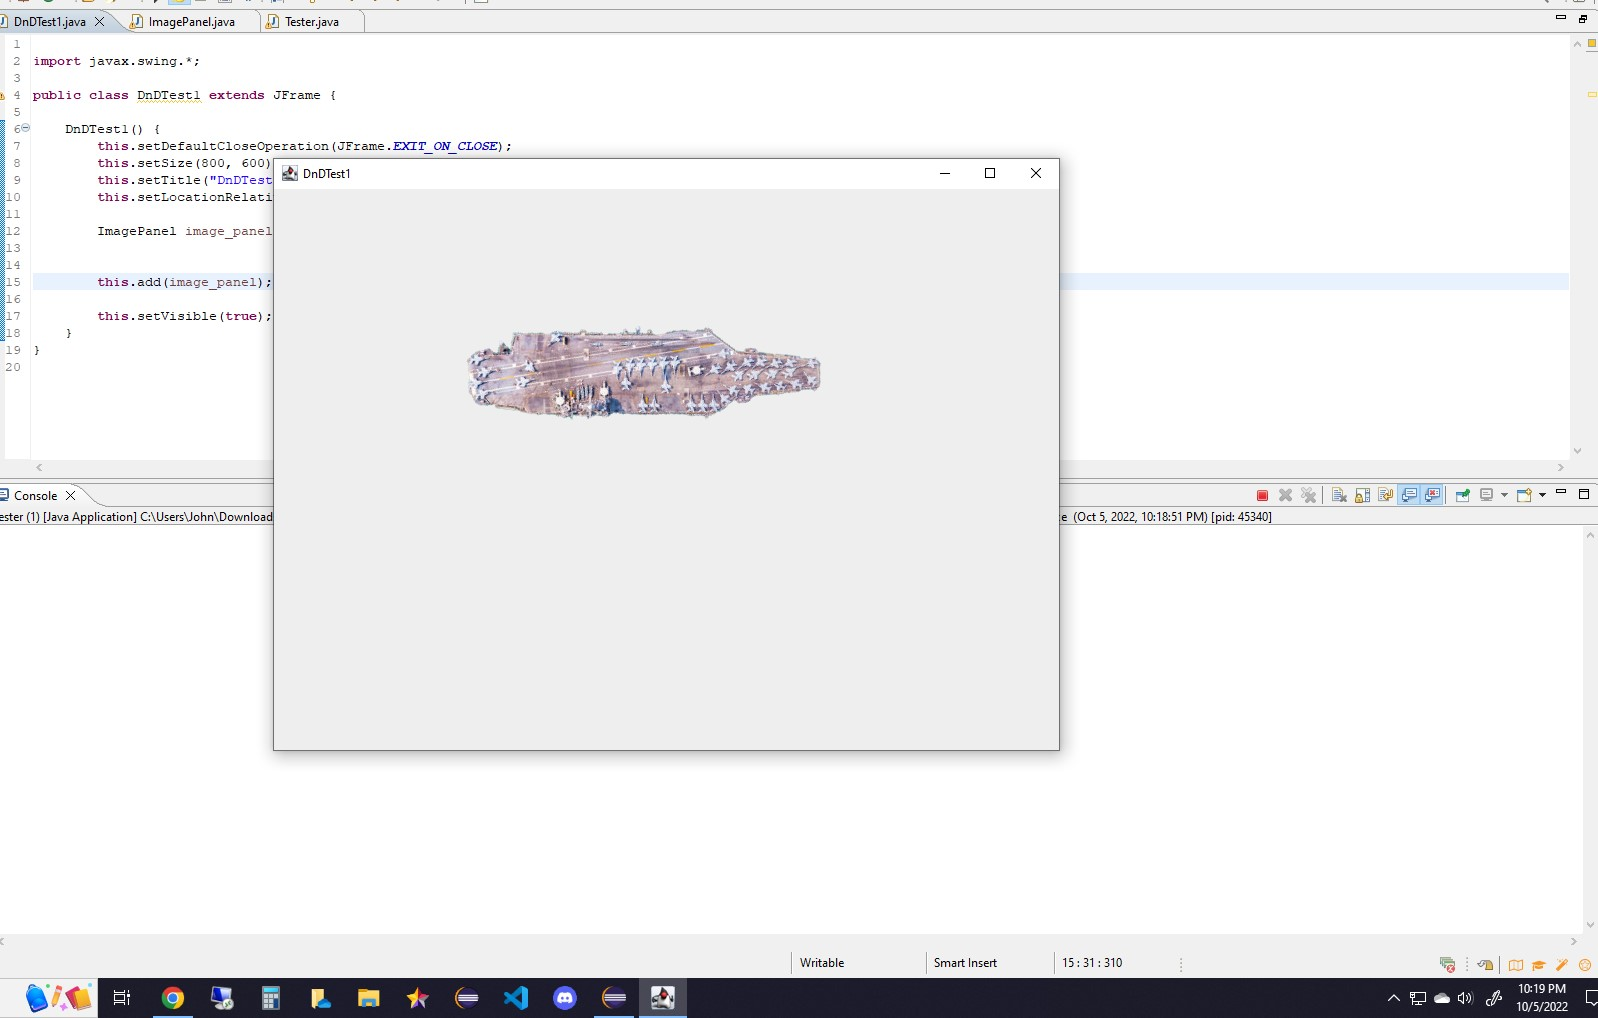 DnDTest1.java ImagePanel.java Tester.java
1
2 import javax.swing.*;
3
4 public class DnDTest1 extends JFrame {
5
6 DnDTest1() {
7 this.setDefaultCloseOperation(JFrame.EXIT_ON_CLOSE);
8 this.setSize(800, 600)
9 this.setTitle("DnDTest
10 this.setLocationRelati
11
12 ImagePanel image_panel
13
14
15 this.add(image_panel);
16
17 this.setVisible(true);
18 }
19 }
20
DnDTest1
Console
ester (1) [Java Application] C:\Users\John\Download
e (Oct 5, 2022, 10:18:51 PM) [pid: 45340]
Writable Smart Insert 15 : 31 : 310
10:19 PM
10/5/2022